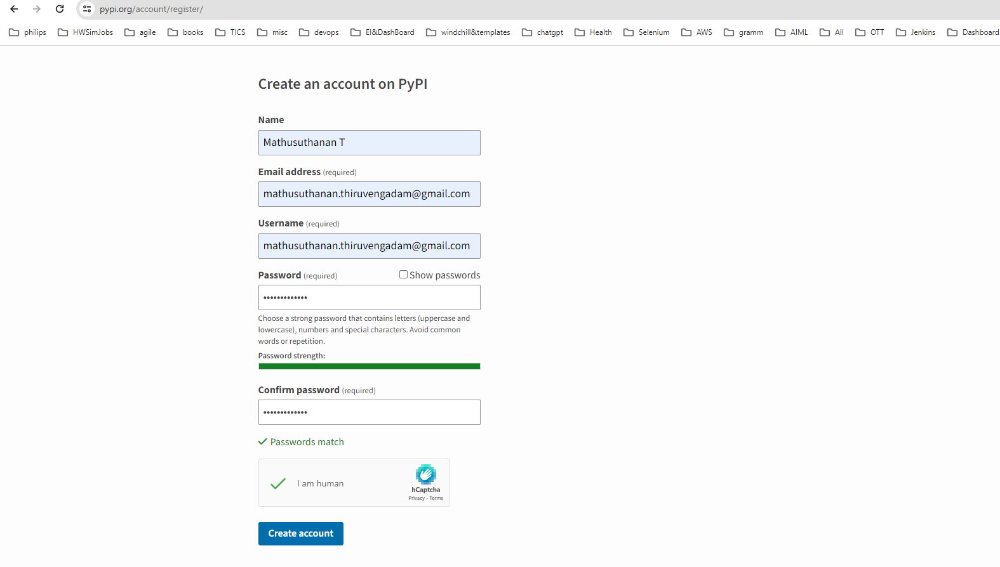 pypi.org/account/register/
philips HWSimJobs agile books TICS misc devops EI&DashBoard windchill&templates chatgpt Health Selenium AWS gramm AIML All OTT Jenkins Dashboard
Create an account on PyPI
Name
Mathusuthanan T
Email address (required)
mathusuthanan.thiruvengadam@gmail.com
Username (required)
mathusuthanan.thiruvengadam@gmail.com
Password (required) Show passwords
•••••••••••••
Choose a strong password that contains letters (uppercase and
lowercase), numbers and special characters. Avoid common
words or repetition.
Password strength:
Confirm password (required)
•••••••••••••
Passwords match
I am human
hCaptcha
Privacy - Terms
Create account